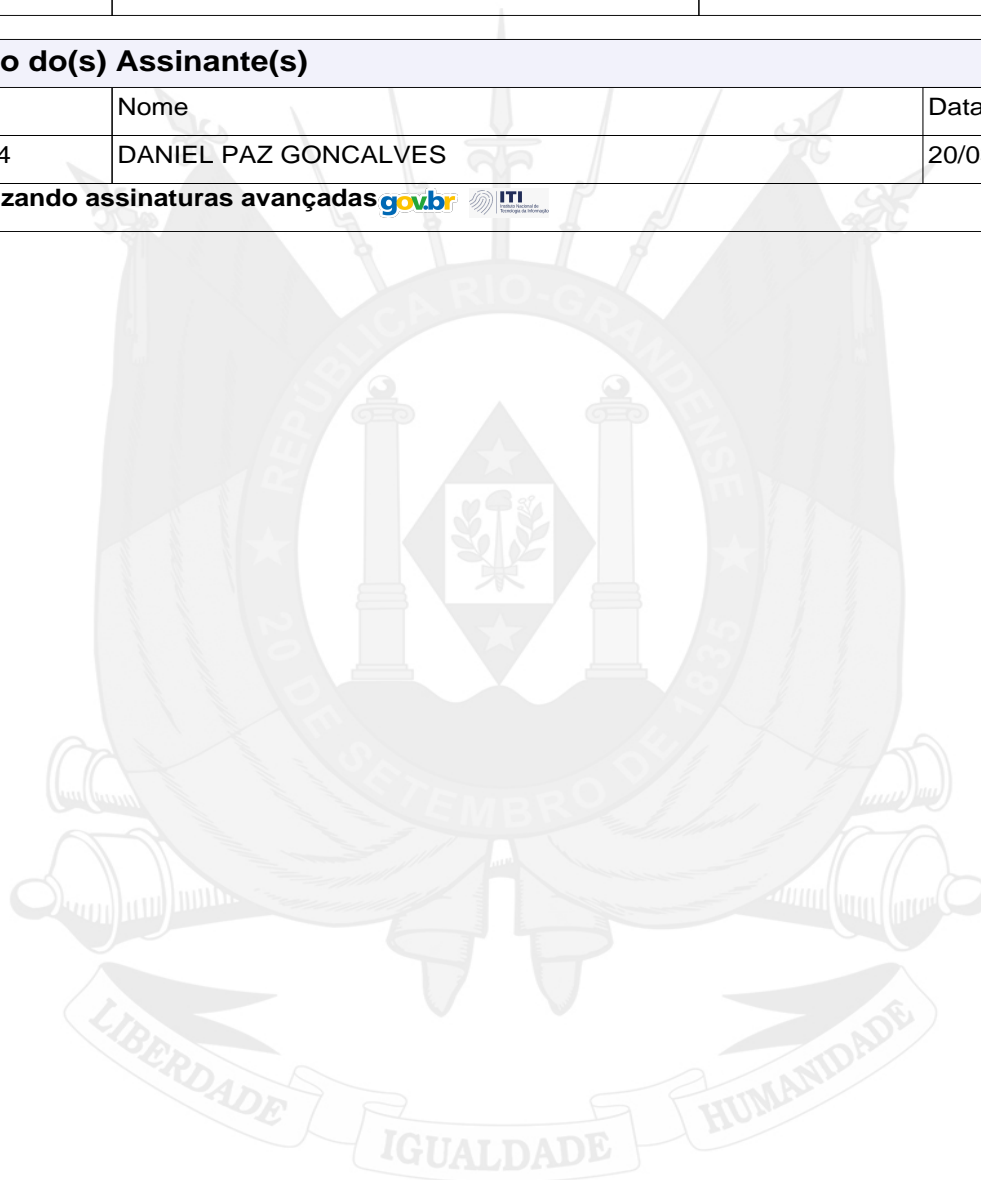 o do(s) Assinante(s)
Nome Data
4 DANIEL PAZ GONCALVES 20/0
zando assinaturas avançadas gov.br ITI
REPÚBLICA RIO-GRANDENSE
20 DE SETEMBRO DE 1835
LIBERDADE IGUALDADE HUMANIDADE